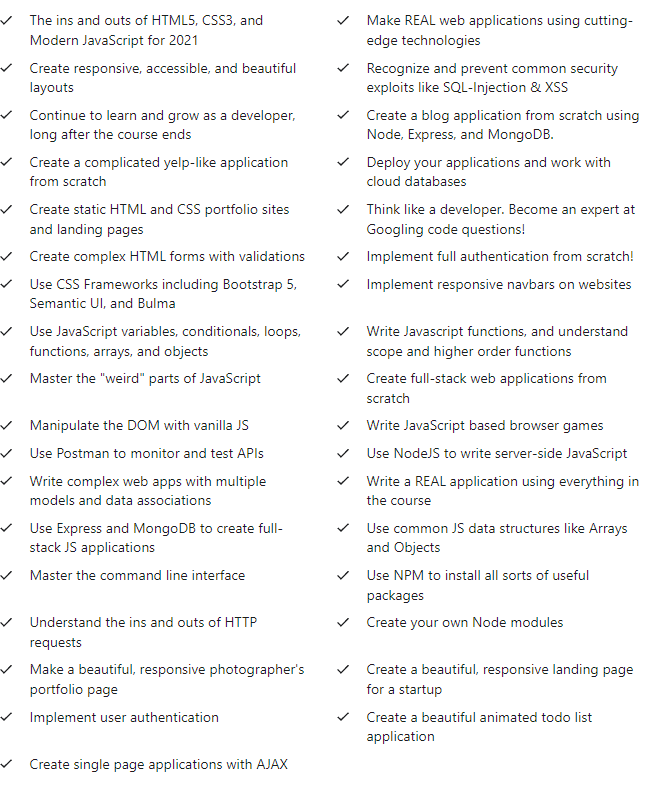 The ins and outs of HTML5, CSS3, and
Modern JavaScript for 2021
Make REAL web applications using cutting-
edge technologies
Create responsive, accessible, and beautiful
layouts
Recognize and prevent common security
exploits like SQL-Injection & XSS
Continue to learn and grow as a developer,
long after the course ends
Create a blog application from scratch using
Node, Express, and MongoDB.
Create a complicated yelp-like application
from scratch
Deploy your applications and work with
cloud databases
Create static HTML and CSS portfolio sites
and landing pages
Think like a developer. Become an expert at
Googling code questions!
Create complex HTML forms with validations
Implement full authentication from scratch!
Use CSS Frameworks including Bootstrap 5,
Semantic UI, and Bulma
Implement responsive navbars on websites
Use JavaScript variables, conditionals, loops,
functions, arrays, and objects
Write Javascript functions, and understand
scope and higher order functions
Master the "weird" parts of JavaScript
Create full-stack web applications from
scratch
Manipulate the DOM with vanilla JS
Write JavaScript based browser games
Use Postman to monitor and test APIs
Use NodeJS to write server-side JavaScript
Write complex web apps with multiple
models and data associations
Write a REAL application using everything in
the course
Use Express and MongoDB to create full-
stack JS applications
Use common JS data structures like Arrays
and Objects
Master the command line interface
Use NPM to install all sorts of useful
packages
Understand the ins and outs of HTTP
requests
Create your own Node modules
Make a beautiful, responsive photographer's
portfolio page
Create a beautiful, responsive landing page
for a startup
Implement user authentication
Create a beautiful animated todo list
application
Create single page applications with AJAX